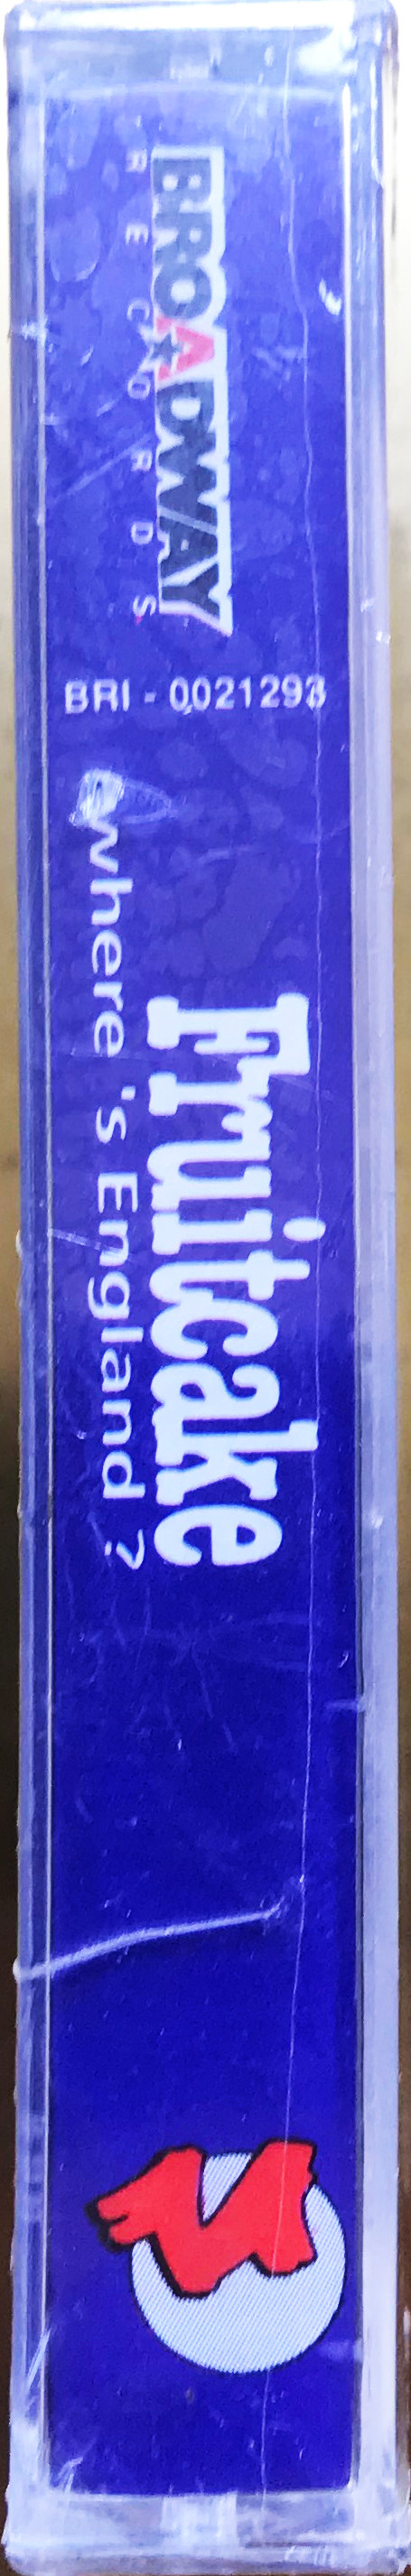 BROADWAY
RECORDS
BRI - 0021293
Fruitcake
where 's England ?